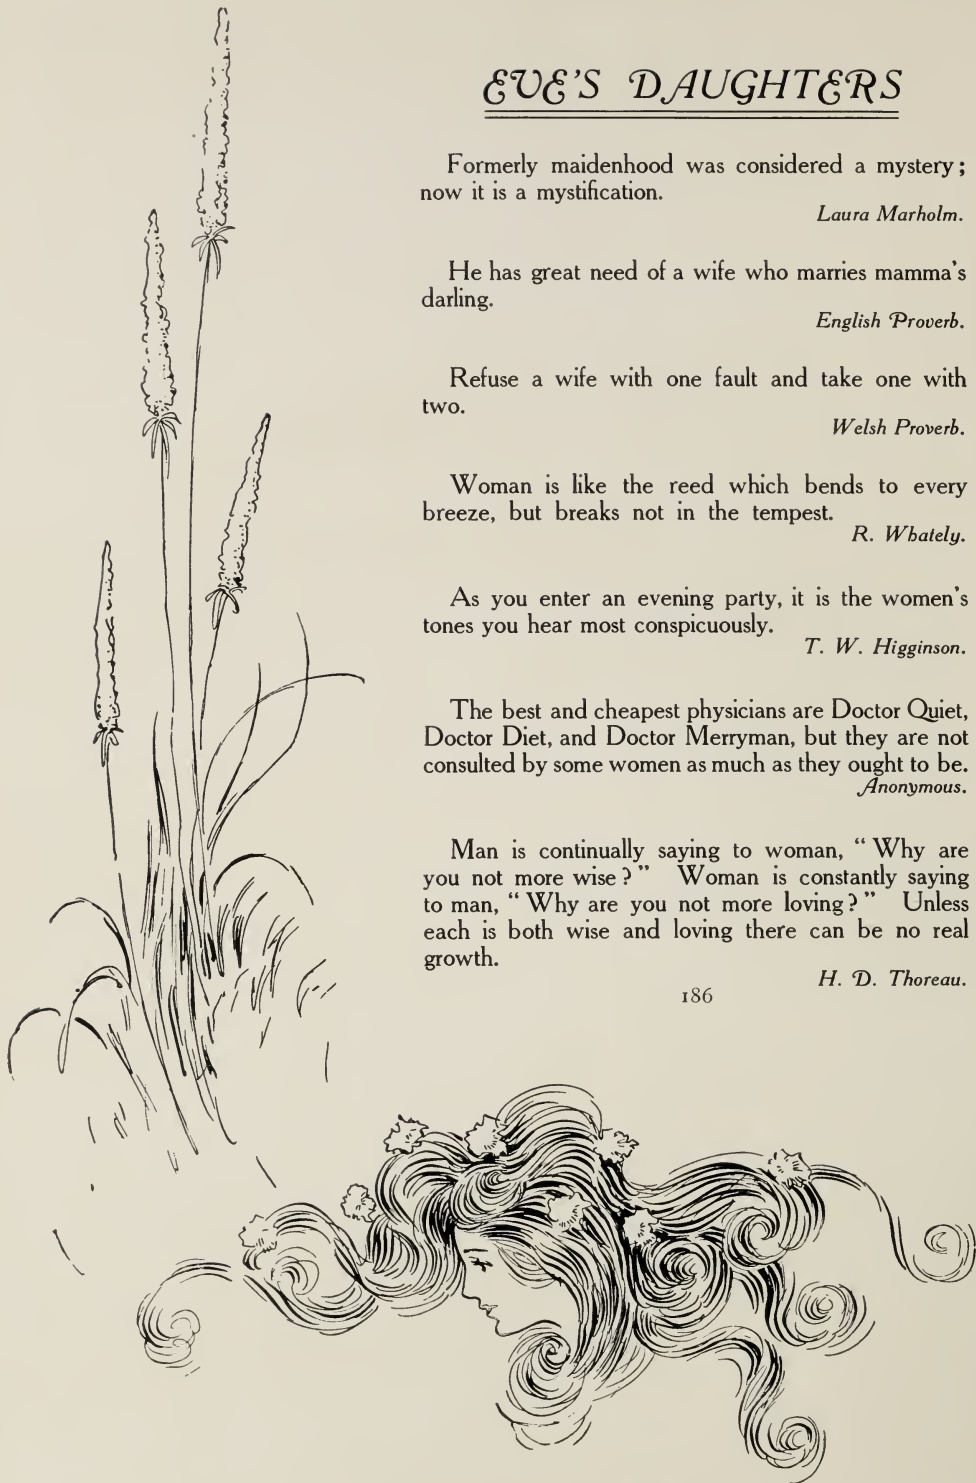 EVE'S DAUGHTERS
Formerly maidenhood was considered a mystery;
now it is a mystification.
Laura Marholm.
He has great need of a wife who marries mamma's
darling.
English Proverb.
Refuse a wife with one fault and take one with
two.
Welsh Proverb.
Woman is like the reed which bends to every
breeze, but breaks not in the tempest.
R. Whately.
As you enter an evening party, it is the women's
tones you hear most conspicuously.
T. W. Higginson.
The best and cheapest physicians are Doctor Quiet,
Doctor Diet, and Doctor Merryman, but they are not
consulted by some women as much as they ought to be.
Anonymous.
Man is continually saying to woman, "Why are
you not more wise?" Woman is constantly saying
to man, "Why are you not more loving?" Unless
each is both wise and loving there can be no real
growth.
H. D. Thoreau.
186